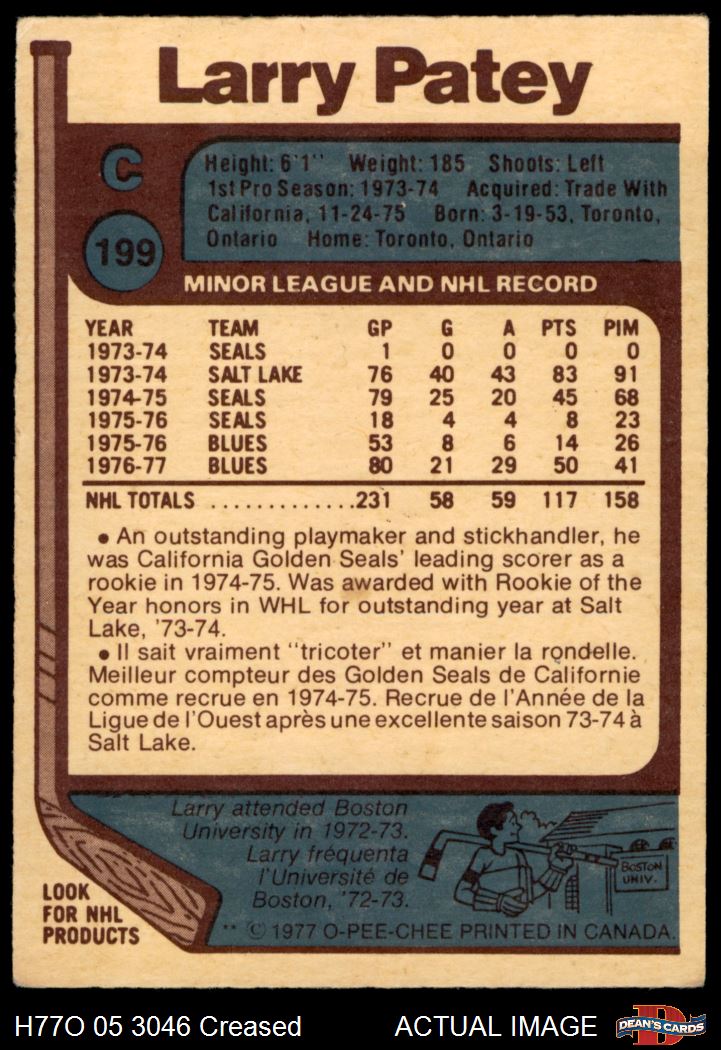 Larry Patey
C
199
Height: 6'1'' Weight: 185 Shoots: Left
1st Pro Season: 1973-74 Acquired: Trade With
California, 11-24-75 Born: 3-19-53, Toronto,
Ontario Home: Toronto, Ontario
MINOR LEAGUE AND NHL RECORD
YEAR TEAM GP G A PTS PIM
1973-74 SEALS 1 0 0 0 0
1973-74 SALT LAKE 76 40 43 83 91
1974-75 SEALS 79 25 20 45 68
1975-76 SEALS 18 4 4 8 23
1975-76 BLUES 53 8 6 14 26
1976-77 BLUES 80 21 29 50 41
NHL TOTALS .............231 58 59 117 158
● An outstanding playmaker and stickhandler, he
was California Golden Seals' leading scorer as a
rookie in 1974-75. Was awarded with Rookie of the
Year honors in WHL for outstanding year at Salt
Lake, '73-74.
● Il sait vraiment ''tricoter'' et manier la rondelle.
Meilleur compteur des Golden Seals de Californie
comme recrue en 1974-75. Recrue de l'Année de la
Ligue de l'Ouest après une excellente saison 73-74 à
Salt Lake.
Larry attended Boston
University in 1972-73.
Larry fréquenta
l'Université de
Boston, '72-73.
BOSTON
UNIV.
LOOK
FOR NHL
PRODUCTS
** © 1977 O-PEE-CHEE PRINTED IN CANADA.
H77O 05 3046 Creased ACTUAL IMAGE
D
DEAN'S CARDS